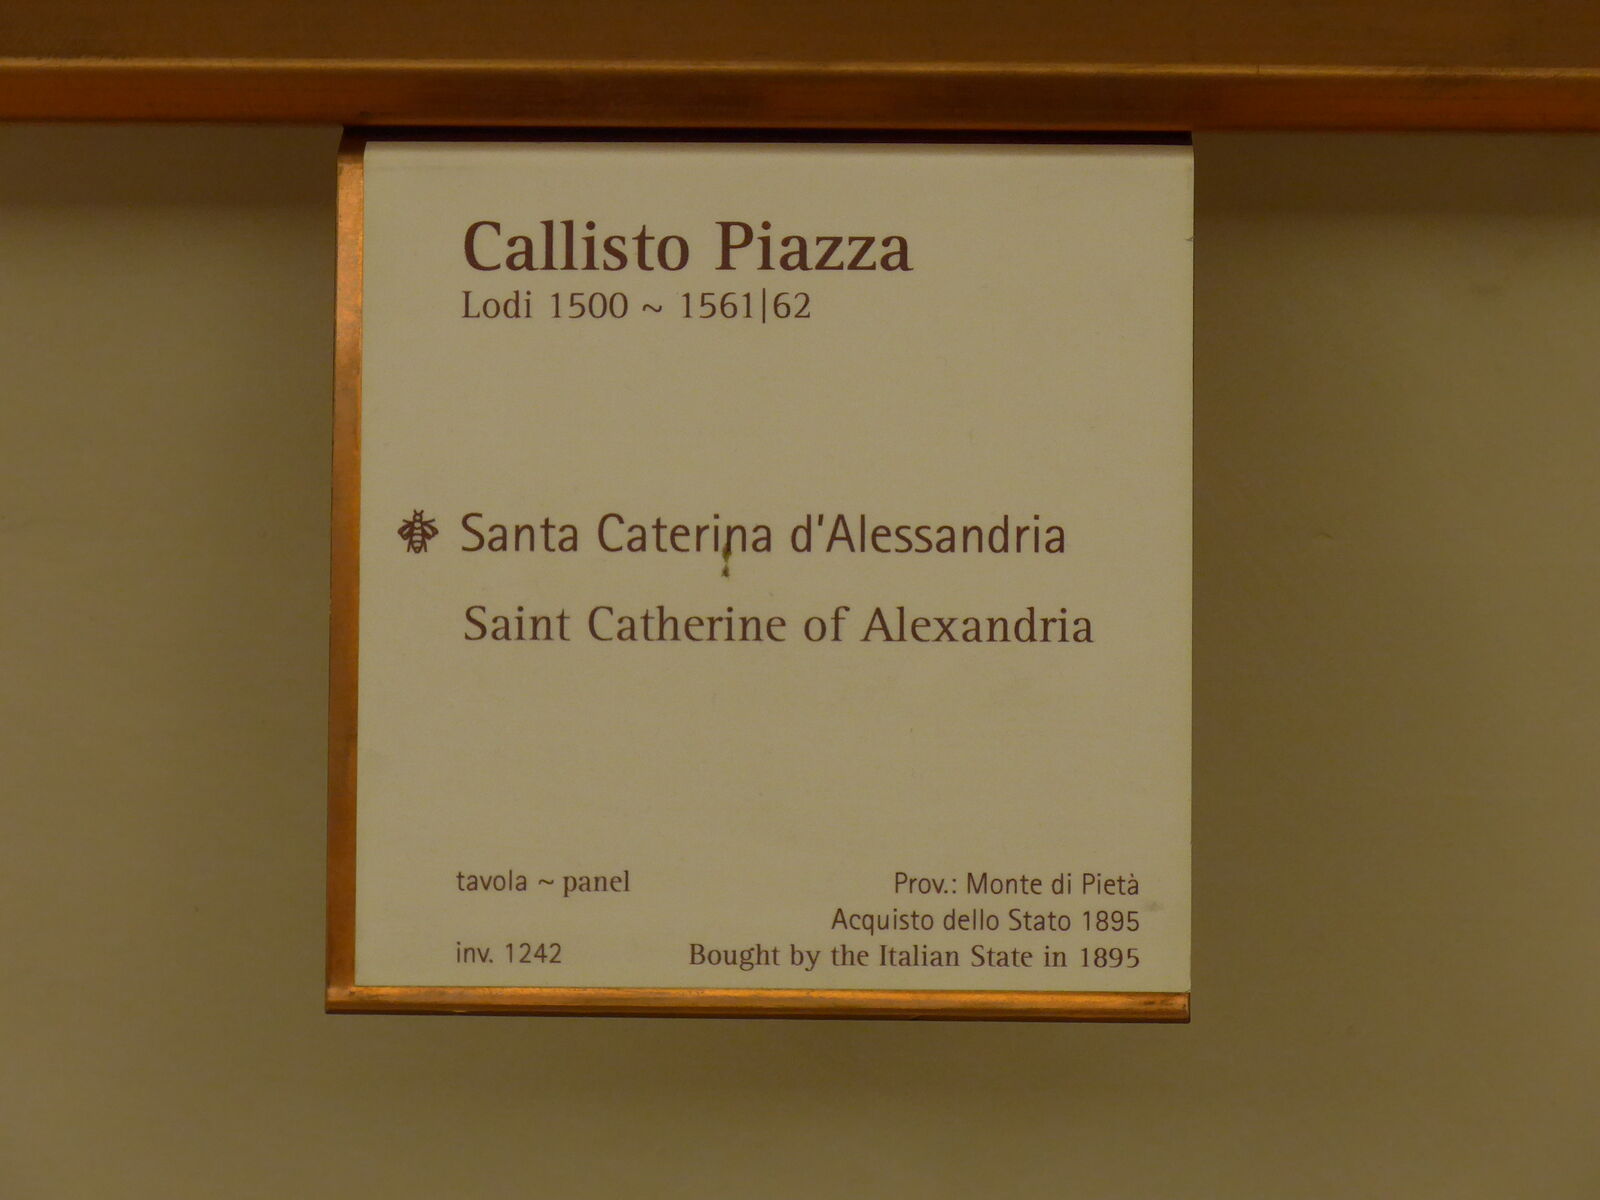 Callisto Piazza
Lodi 1500 ~ 1561|62
Santa Caterina d'Alessandria
Saint Catherine of Alexandria
tavola ~ panel
Prov.: Monte di Pietà
Acquisto dello Stato 1895
inv. 1242
Bought by the Italian State in 1895